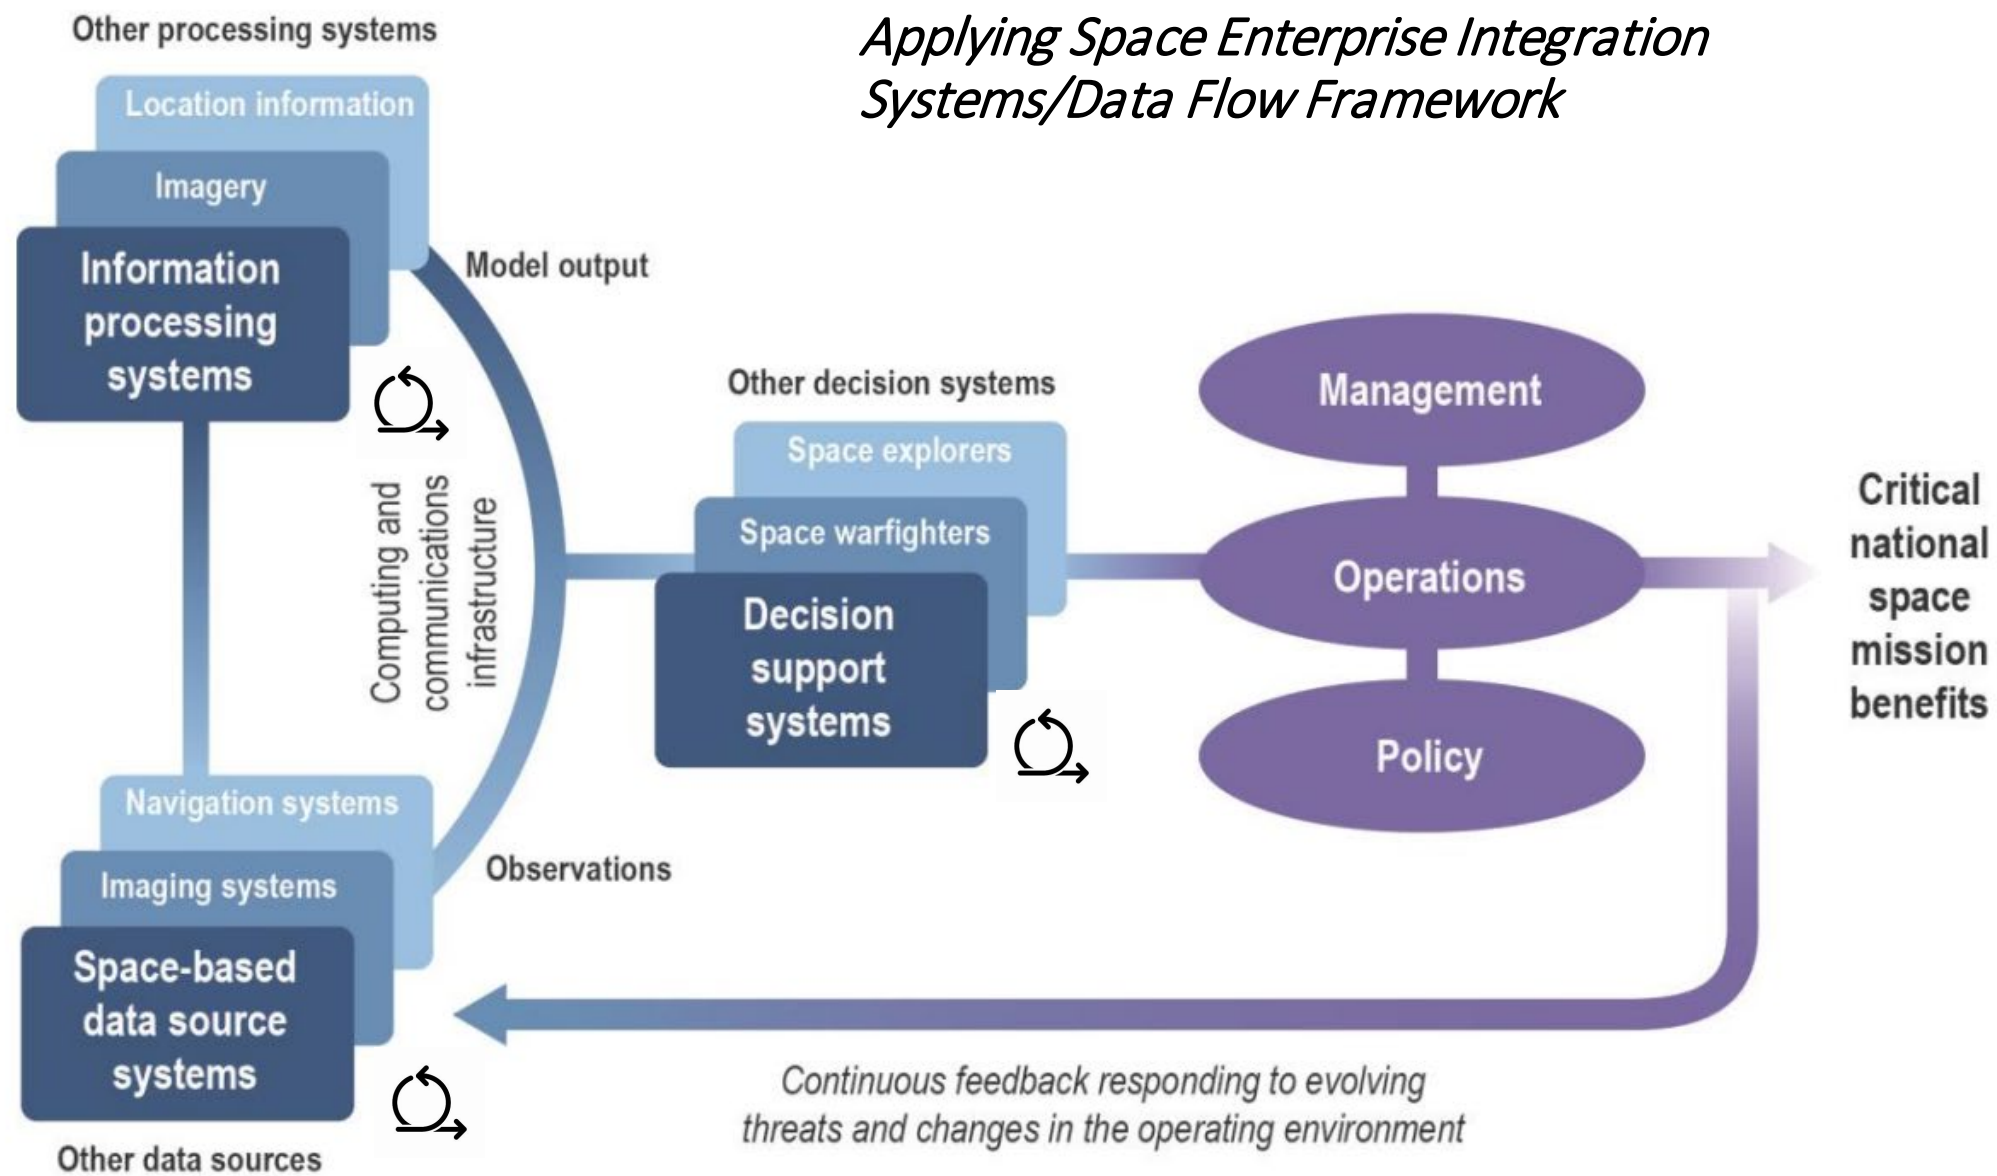 Applying Space Enterprise Integration
Systems/Data Flow Framework
Other processing systems
Location information
Imagery
Information
processing
systems
Model output
Computing and
communications
infrastructure
Navigation systems
Imaging systems
Space-based
data source
systems
Other data sources
Observations
Other decision systems
Space explorers
Space warfighters
Decision
support
systems
Management
Operations
Policy
Critical
national
space
mission
benefits
Continuous feedback responding to evolving
threats and changes in the operating environment